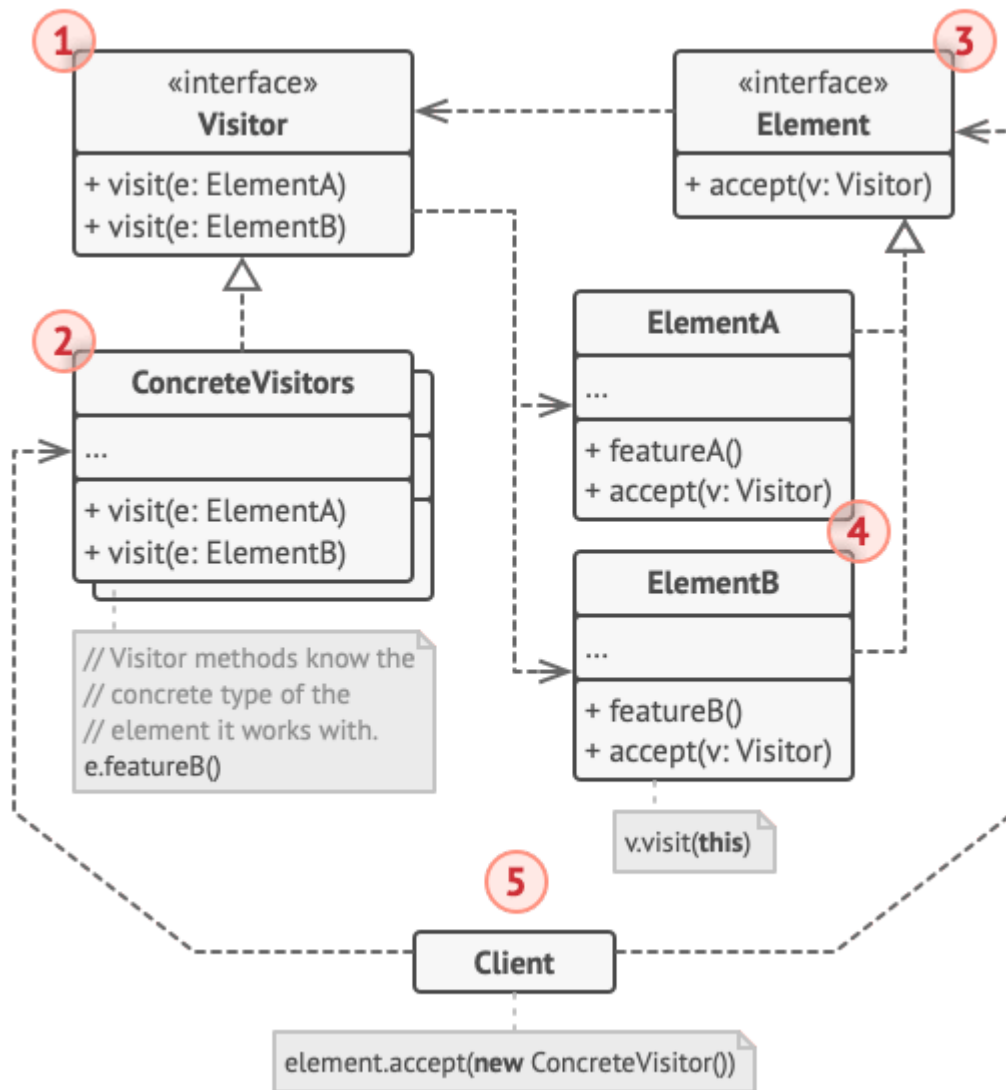 1
«interface»
Visitor
+ visit(e: ElementA)
+ visit(e: ElementB)
3
«interface»
Element
+ accept(v: Visitor)
2
ConcreteVisitors
...
+ visit(e: ElementA)
+ visit(e: ElementB)
// Visitor methods know the
// concrete type of the
// element it works with.
e.featureB()
ElementA
...
+ featureA()
+ accept(v: Visitor)
4
ElementB
...
+ featureB()
+ accept(v: Visitor)
v.visit(this)
5
Client
element.accept(new ConcreteVisitor())